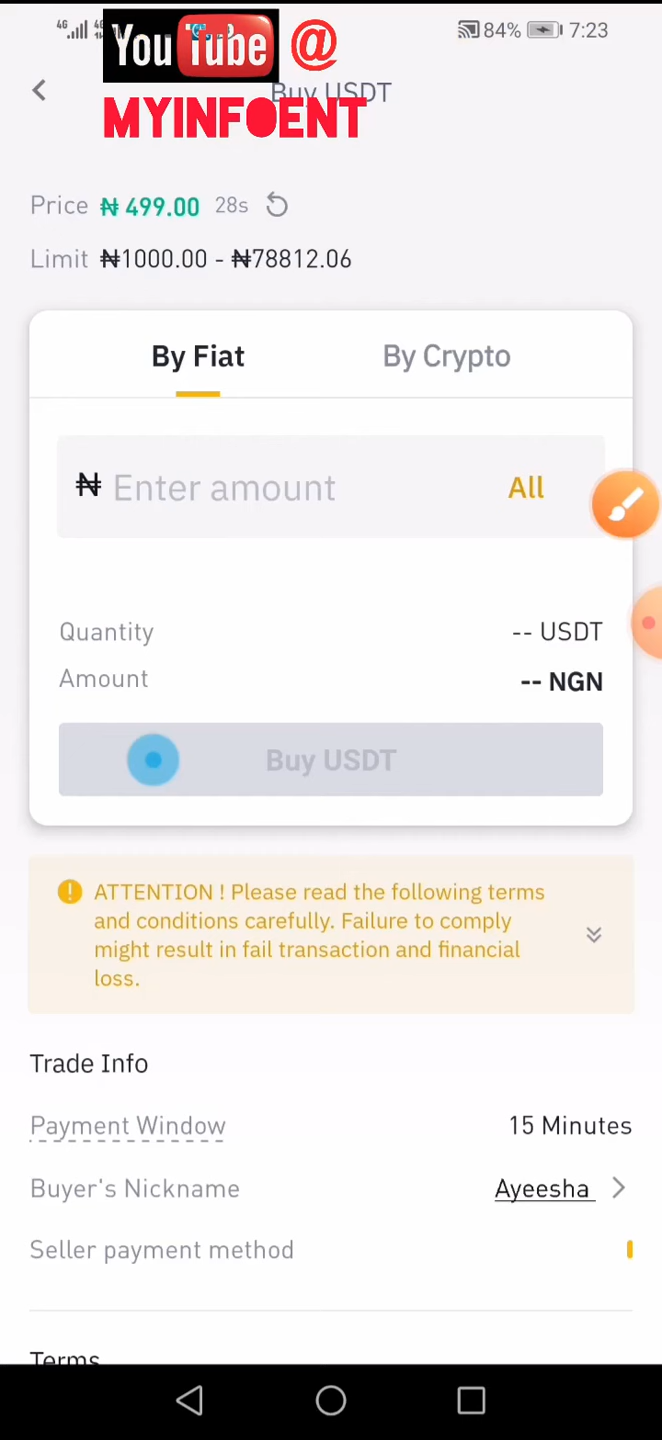 4G 84% 7:23
You Tube @
Buy USDT
MYINFOENT
Price ₦ 499.00 28s
Limit ₦1000.00 - ₦78812.06
By Fiat By Crypto
₦ Enter amount All
Quantity -- USDT
Amount -- NGN
Buy USDT
ATTENTION ! Please read the following terms
and conditions carefully. Failure to comply
might result in fail transaction and financial
loss.
Trade Info
Payment Window 15 Minutes
Buyer's Nickname Ayeesha
Seller payment method
Terms